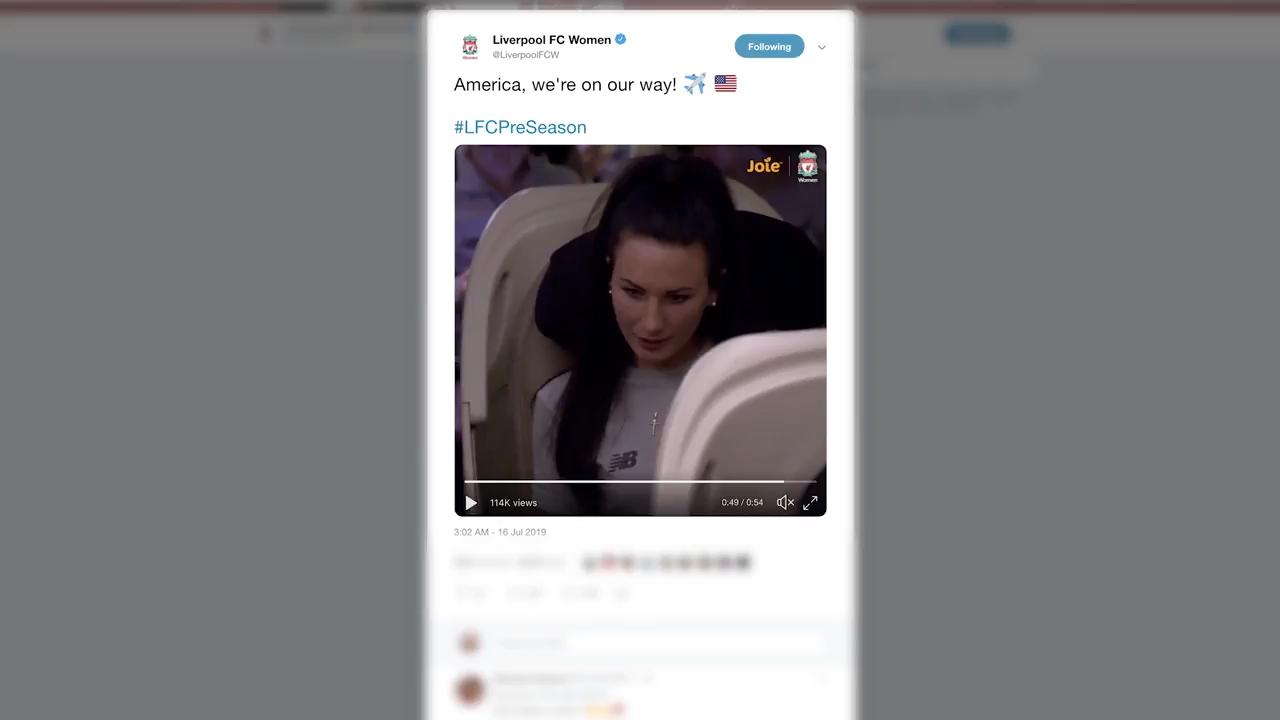 Liverpool FC Women
@LiverpoolFCW
Following
America, we're on our way!
#LFCPreSeason
Joie
Women
114K views
0:49 / 0:54
3:02 AM - 16 Jul 2019